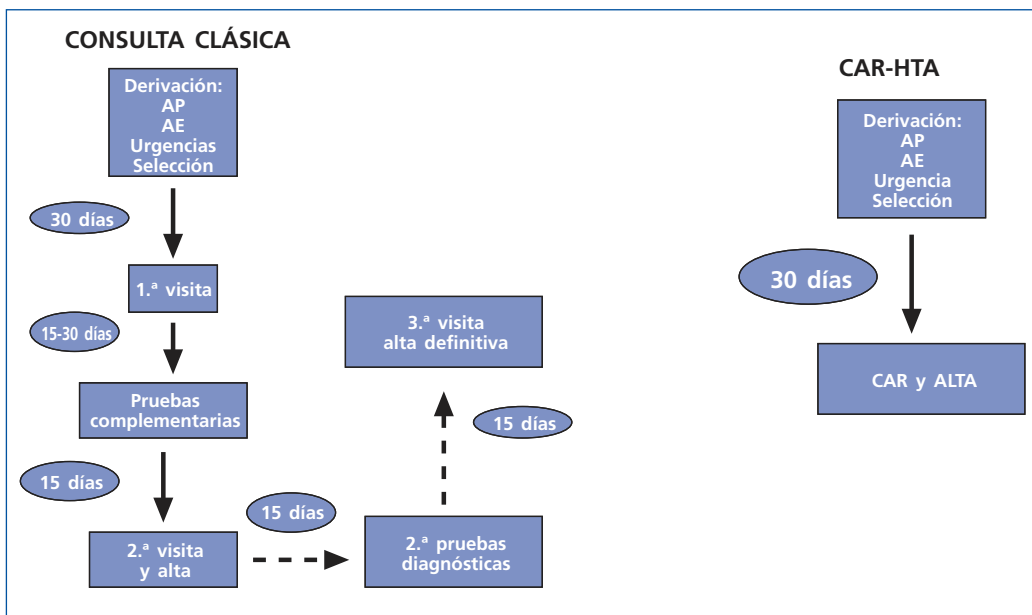 CONSULTA CLÁSICA
Derivación:
AP
AE
Urgencias
Selección
30 días
1.ª visita
15-30 días
Pruebas
complementarias
15 días
2.ª visita
y alta
15 días
2.ª pruebas
diagnósticas
15 días
3.ª visita
alta definitiva
CAR-HTA
Derivación:
AP
AE
Urgencia
Selección
30 días
CAR y ALTA